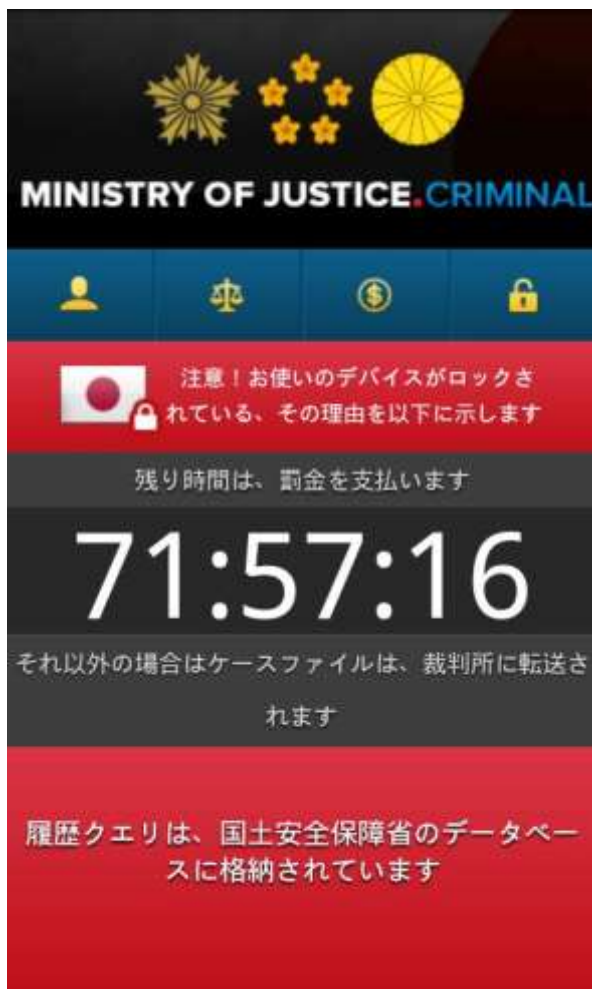 MINISTRY OF JUSTICE.CRIMINAL
注意！お使いのデバイスがロックさ
れている、その理由を以下に示します
残り時間は、罰金を支払います
71:57:16
それ以外の場合はケースファイルは、裁判所に転送さ
れます
履歴クエリは、国土安全保障省のデータベー
スに格納されています